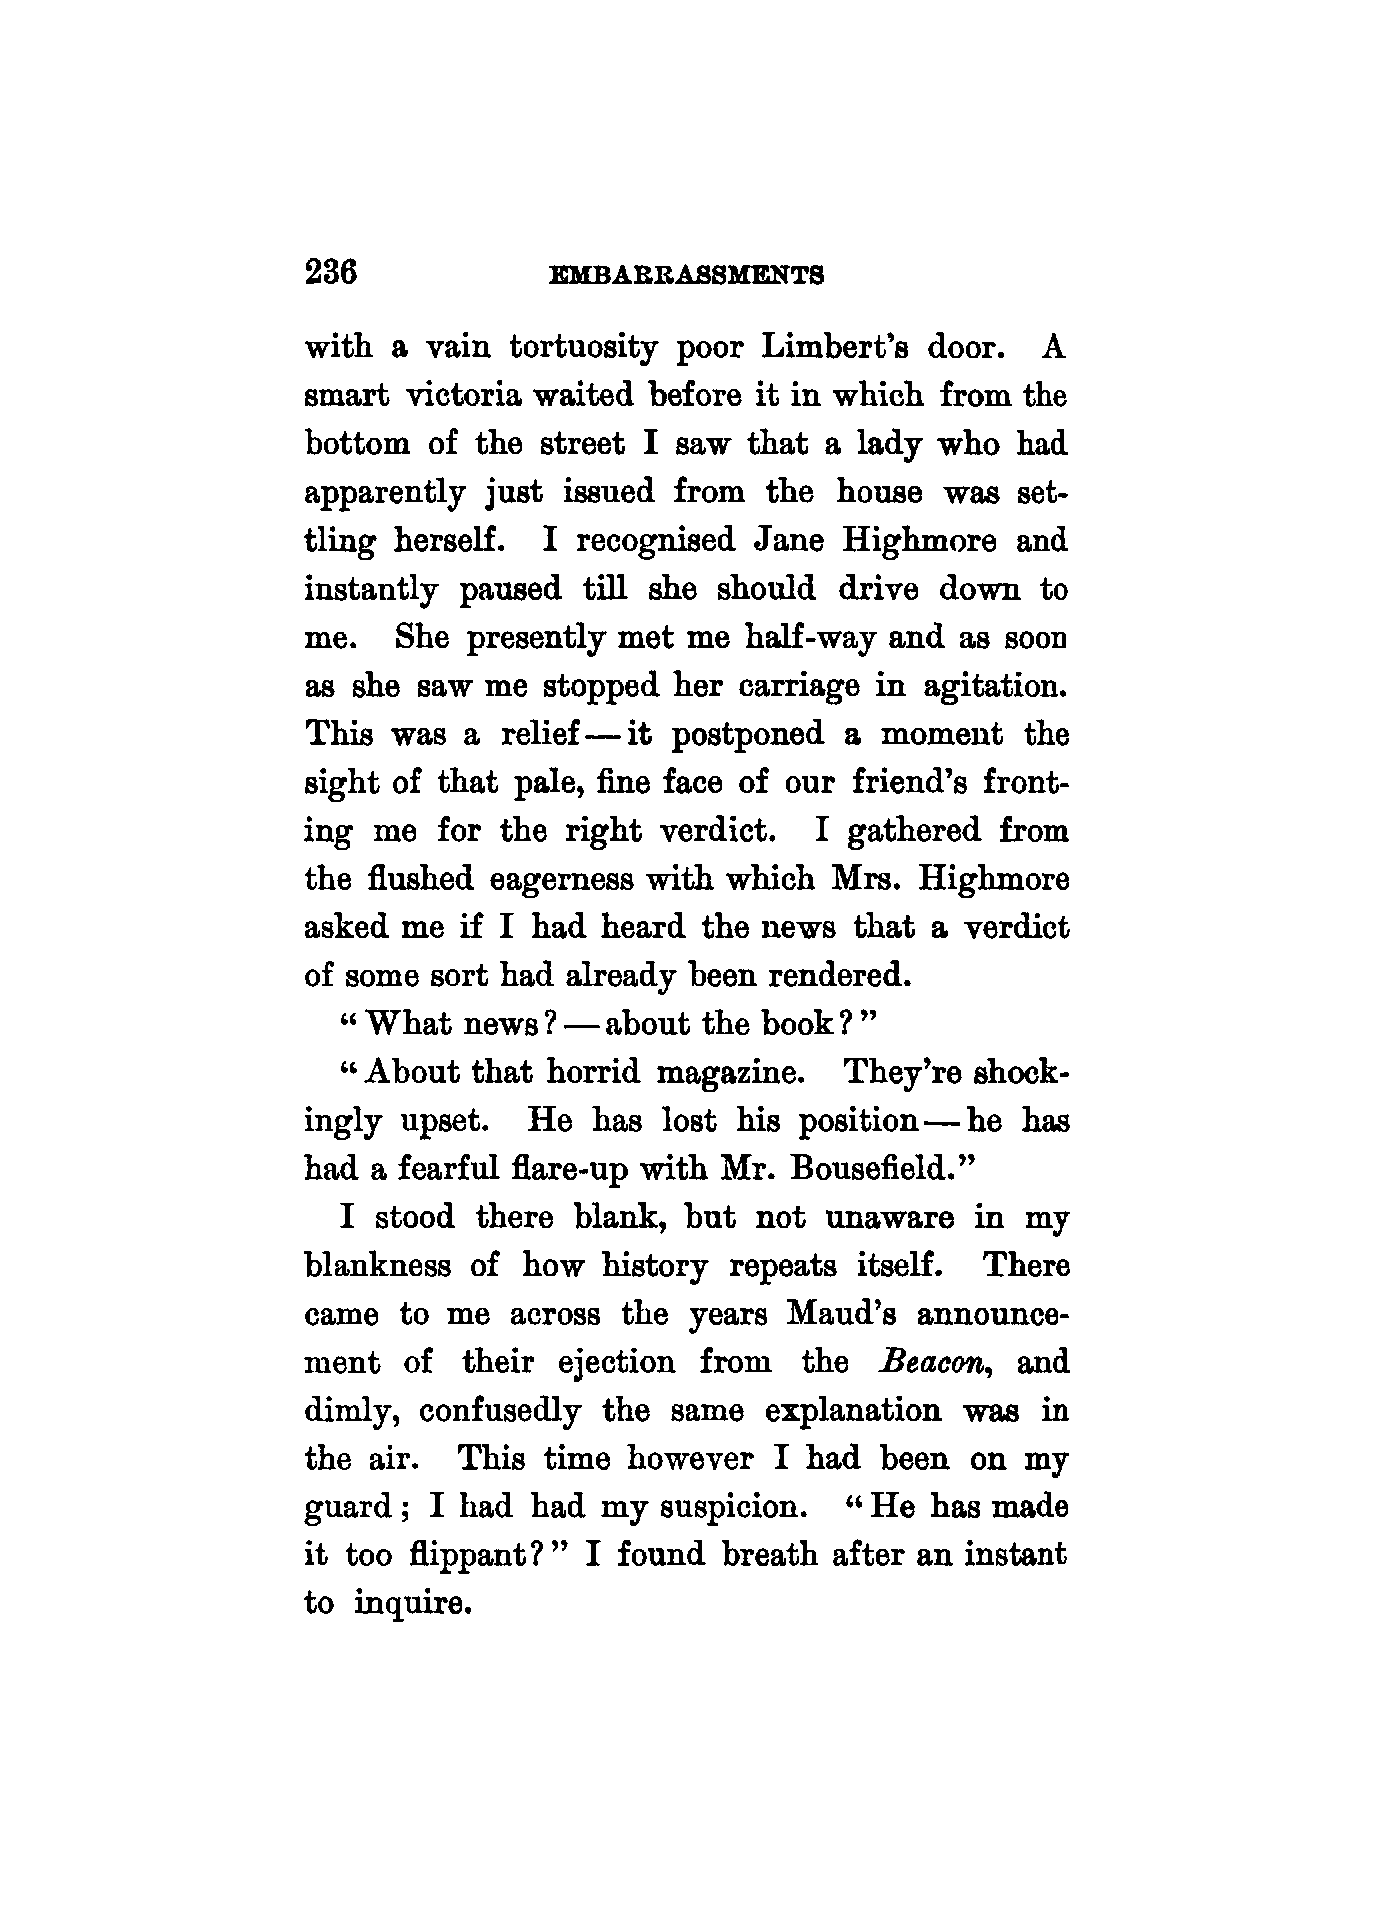 236 EMBARRASSMENTS
with a vain tortuosity poor Limbert's door. A
smart victoria waited before it in which from the
bottom of the street I saw that a lady who had
apparently just issued from the house was set-
tling herself. I recognised Jane Highmore and
instantly paused till she should drive down to
me. She presently met me half-way and as soon
as she saw me stopped her carriage in agitation.
This was a relief—it postponed a moment the
sight of that pale, fine face of our friend's front-
ing me for the right verdict. I gathered from
the flushed eagerness with which Mrs. Highmore
asked me if I had heard the news that a verdict
of some sort had already been rendered.
“What news?—about the book?”
“About that horrid magazine. They're shock-
ingly upset. He has lost his position—he has
had a fearful flare-up with Mr. Bousefield.”
I stood there blank, but not unaware in my
blankness of how history repeats itself. There
came to me across the years Maud's announce-
ment of their ejection from the Beacon, and
dimly, confusedly the same explanation was in
the air. This time however I had been on my
guard; I had had my suspicion. “He has made
it too flippant?” I found breath after an instant
to inquire.